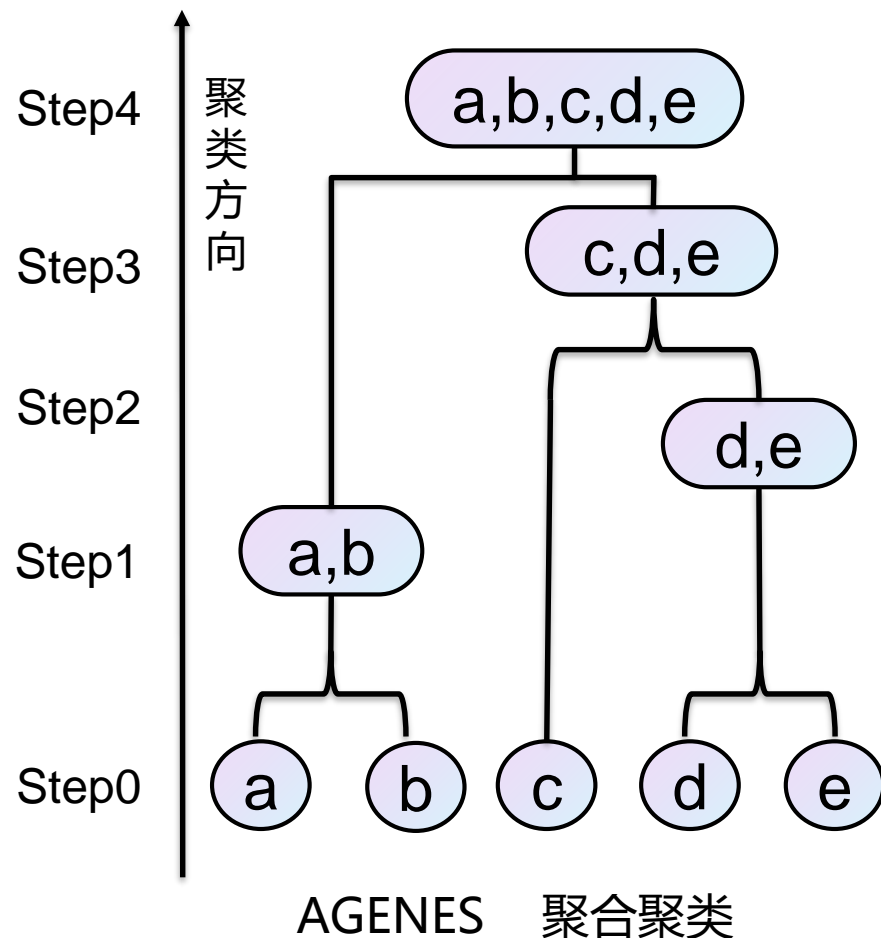 Step4
聚类方向
a,b,c,d,e
Step3
c,d,e
Step2
d,e
Step1
a,b
Step0
a
b
c
d
e
AGENES 聚合聚类